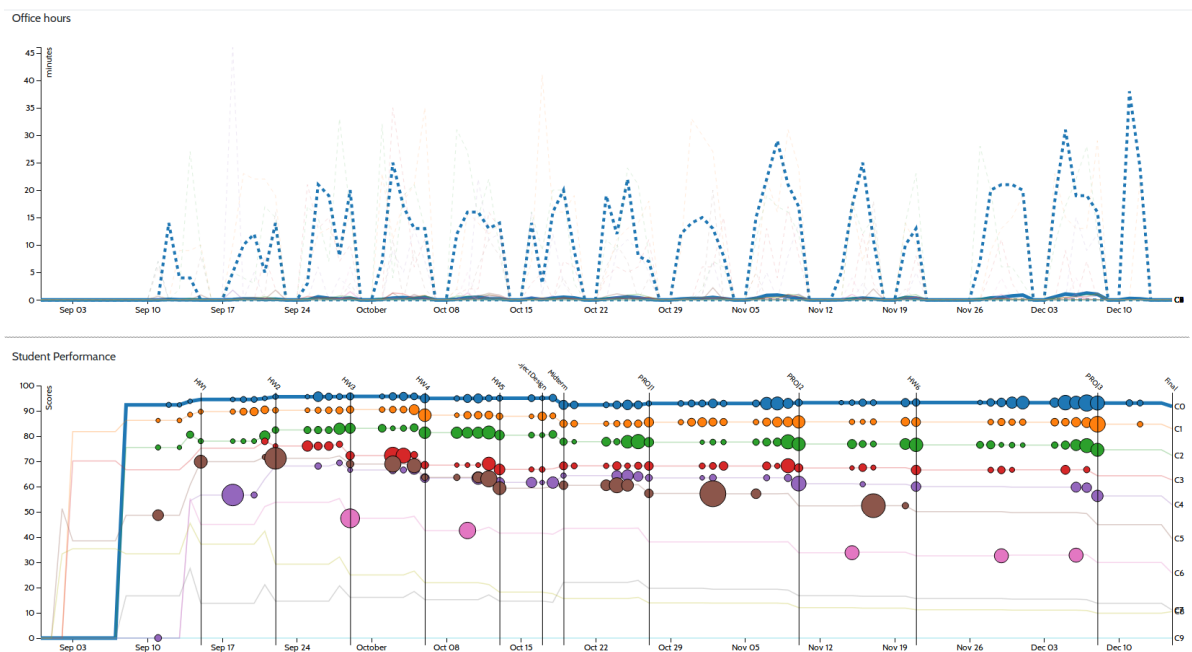 Office hours
minutes
45
40
35
30
25
20
15
10
5
0
C
Sep 03 Sep 10 Sep 17 Sep 24 October Oct 08 Oct 15 Oct 22 Oct 29 Nov 05 Nov 12 Nov 19 Nov 26 Dec 03 Dec 10
Student Performance
HW1 HW2 HW3 HW4 HW5 ject Design Midterm PROJ1 PROJ2 HW6 PROJ3 Final
Scores
100
90
80
70
60
50
40
30
20
10
0
C0
C1
C2
C3
C4
C5
C6
C9
Sep 03 Sep 10 Sep 17 Sep 24 October Oct 08 Oct 15 Oct 22 Oct 29 Nov 05 Nov 12 Nov 19 Nov 26 Dec 03 Dec 10